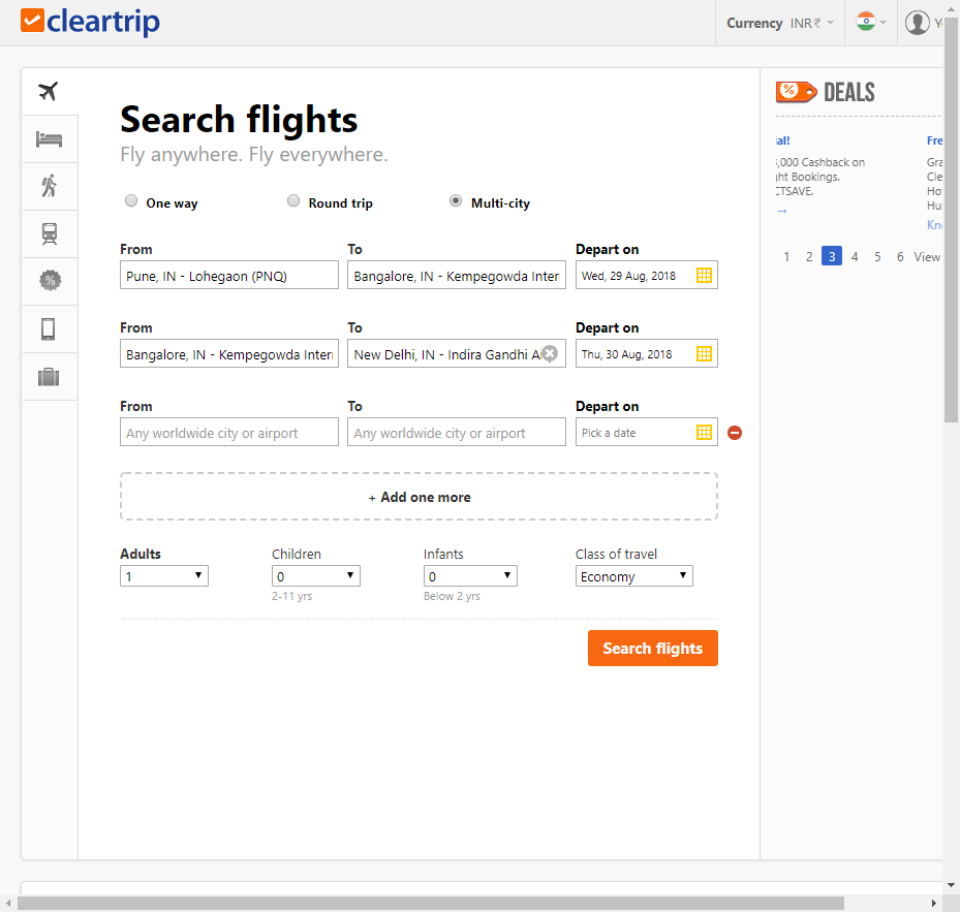 cleartrip
Currency INR ₹
Search flights
Fly anywhere. Fly everywhere.
One way Round trip Multi-city
From To Depart on
Pune, IN - Lohegaon (PNQ) Bangalore, IN - Kempegowda Inter Wed, 29 Aug, 2018
From To Depart on
Bangalore, IN - Kempegowda Inter New Delhi, IN - Indira Gandhi Thu, 30 Aug, 2018
From To Depart on
Any worldwide city or airport Any worldwide city or airport Pick a date
+ Add one more
Adults Children Infants Class of travel
1 0 0 Economy
2-11 yrs Below 2 yrs
Search flights
% DEALS
ial! Fre
,000 Cashback on Gra
ht Bookings. Cle
CTSAVE. Ho
→ Hu
Kn
1 2 3 4 5 6 View